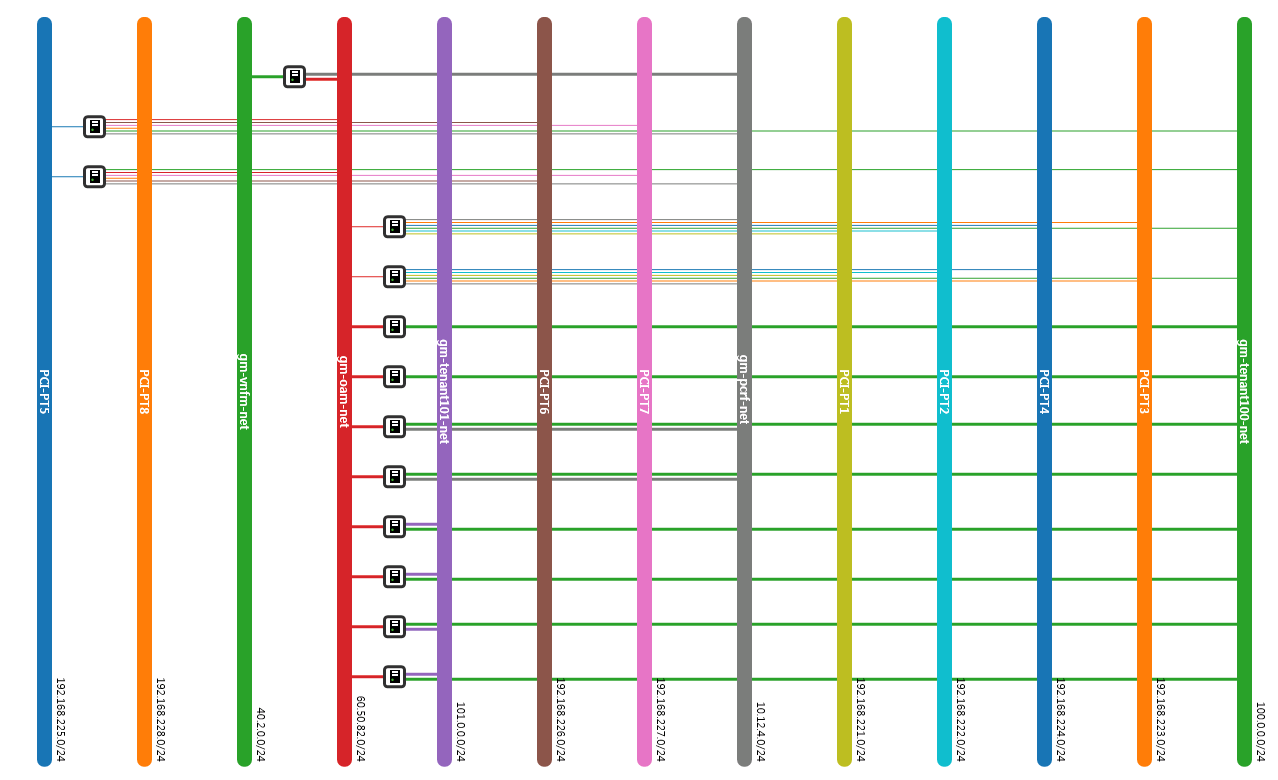 PCI-PT5
192.168.225.0/24
PCI-PT8
192.168.228.0/24
gm-vnfm-net
40.2.0.0/24
gm-oam-net
60.50.82.0/24
gm-tenant101-net
101.0.0.0/24
PCI-PT6
192.168.226.0/24
PCI-PT7
192.168.227.0/24
gm-pcrf-net
10.12.4.0/24
PCI-PT1
192.168.221.0/24
PCI-PT2
192.168.222.0/24
PCI-PT4
192.168.224.0/24
PCI-PT3
192.168.223.0/24
gm-tenant100-net
100.0.0.0/24